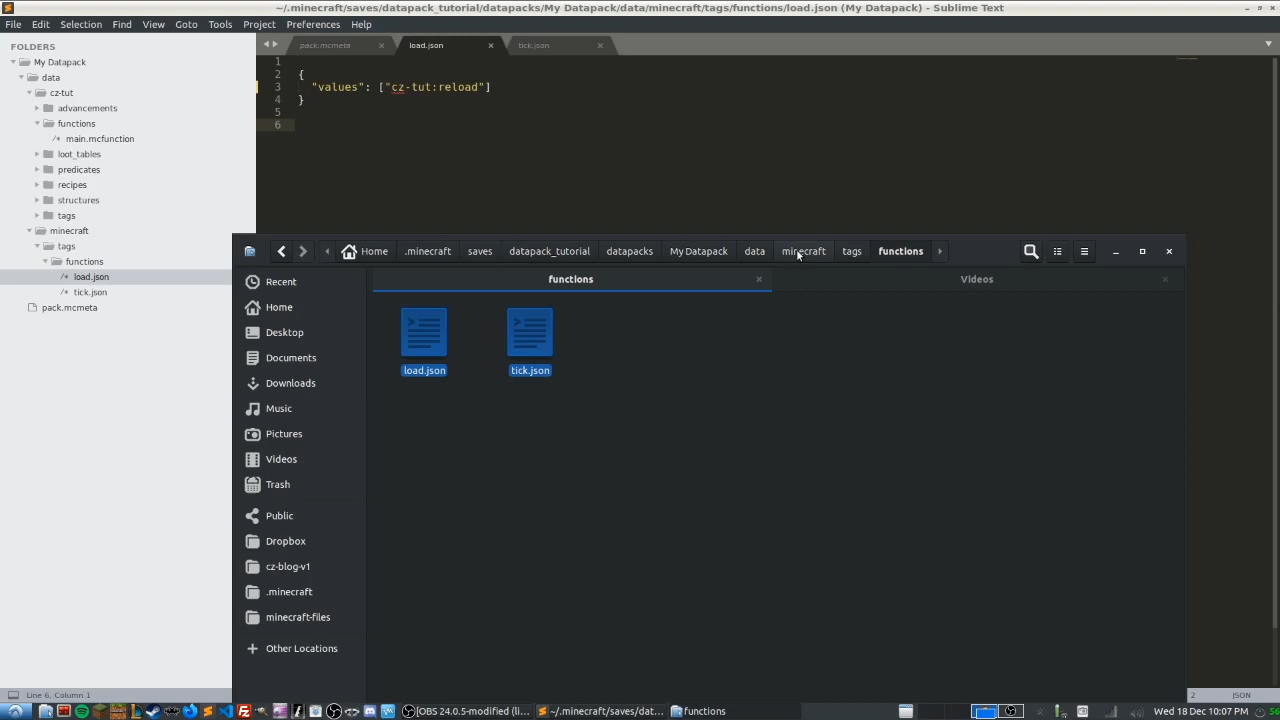 ~/.minecraft/saves/datapack_tutorial/datapacks/My Datapack/data/minecraft/tags/functions/load.json (My Datapack) - Sublime Text
File Edit Selection Find View Goto Tools Project Preferences Help
FOLDERS
My Datapack
data
cz-tut
advancements
functions
main.mcfunction
loot_tables
predicates
recipes
structures
tags
minecraft
tags
functions
load.json
tick.json
pack.mcmeta
pack.mcmeta load.json tick.json
1
2 {
3 "values": ["cz-tut:reload"]
4 }
5
6
Home .minecraft saves datapack_tutorial datapacks My Datapack data minecraft tags functions
functions Videos
Recent
Home
Desktop
Documents
Downloads
Music
Pictures
Videos
Trash
Public
Dropbox
cz-blog-v1
.minecraft
minecraft-files
Other Locations
load.json tick.json
Line 6, Column 1
2 JSON
[OBS 24.0.5-modified (li... ~/.minecraft/saves/dat... functions Wed 18 Dec 10:07 PM 56